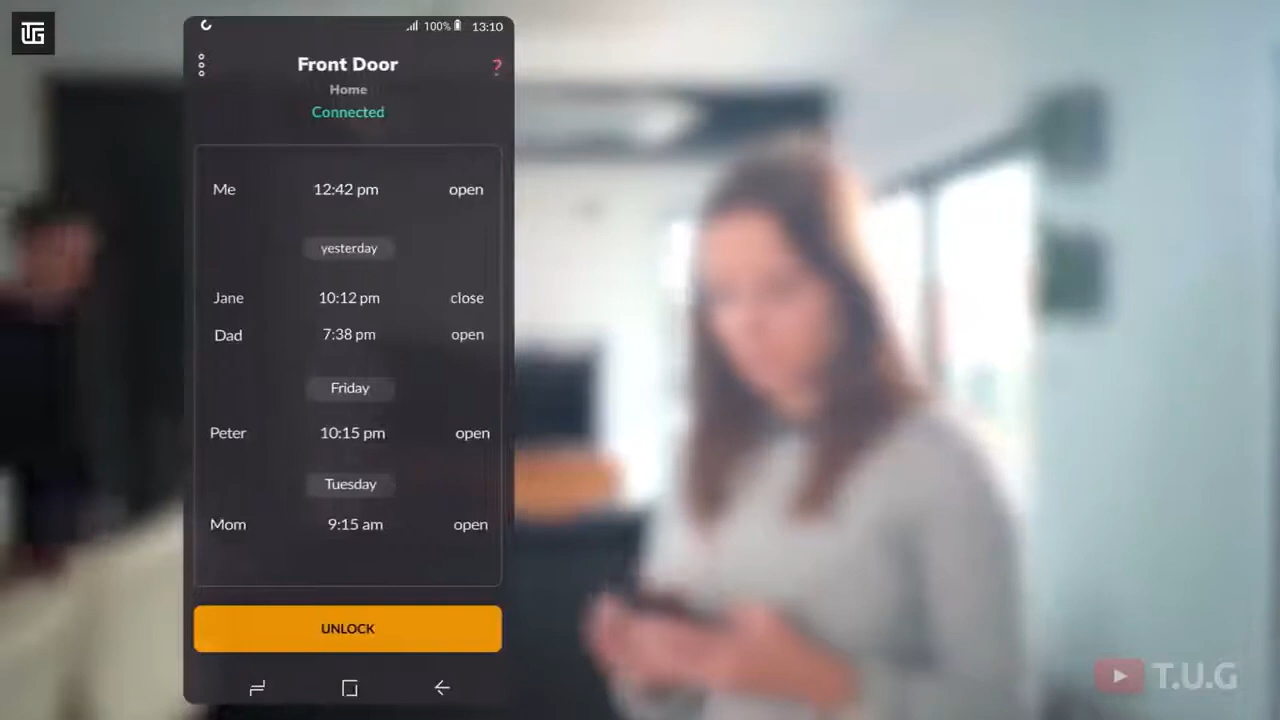 TG
100% 13:10
Front Door
?
Home
Connected
Me 12:42 pm open
yesterday
Jane 10:12 pm close
Dad 7:38 pm open
Friday
Peter 10:15 pm open
Tuesday
Mom 9:15 am open
UNLOCK
T.U.G